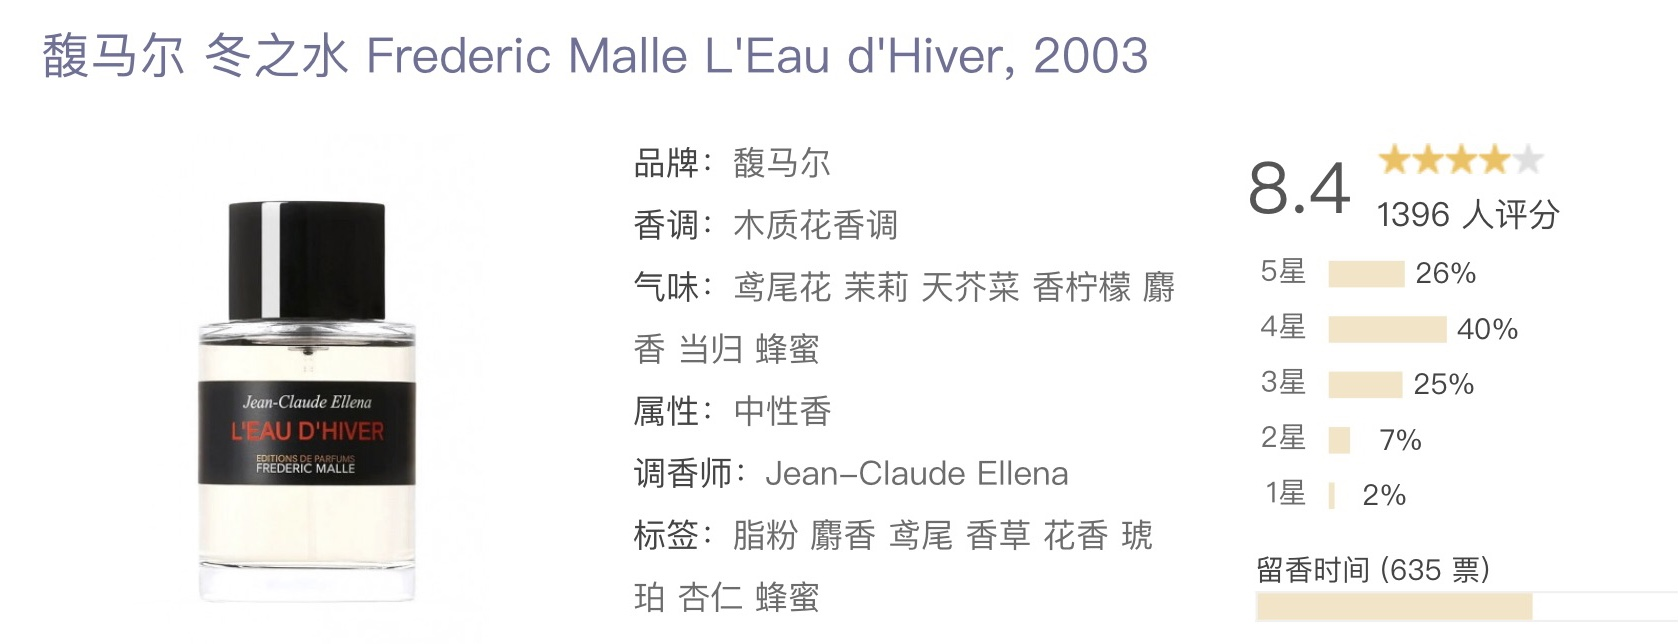 馥马尔 冬之水 Frederic Malle L'Eau d'Hiver, 2003
Jean-Claude Ellena
L'EAU D'HIVER
EDITIONS DE PARFUMS
FREDERIC MALLE
品牌：馥马尔
香调：木质花香调
气味：鸢尾花 茉莉 天芥菜 香柠檬 麝
香 当归 蜂蜜
属性：中性香
调香师：Jean-Claude Ellena
标签：脂粉 麝香 鸢尾 香草 花香 琥
珀 杏仁 蜂蜜
8.4
1396 人评分
5星 26%
4星 40%
3星 25%
2星 7%
1星 2%
留香时间 (635 票)